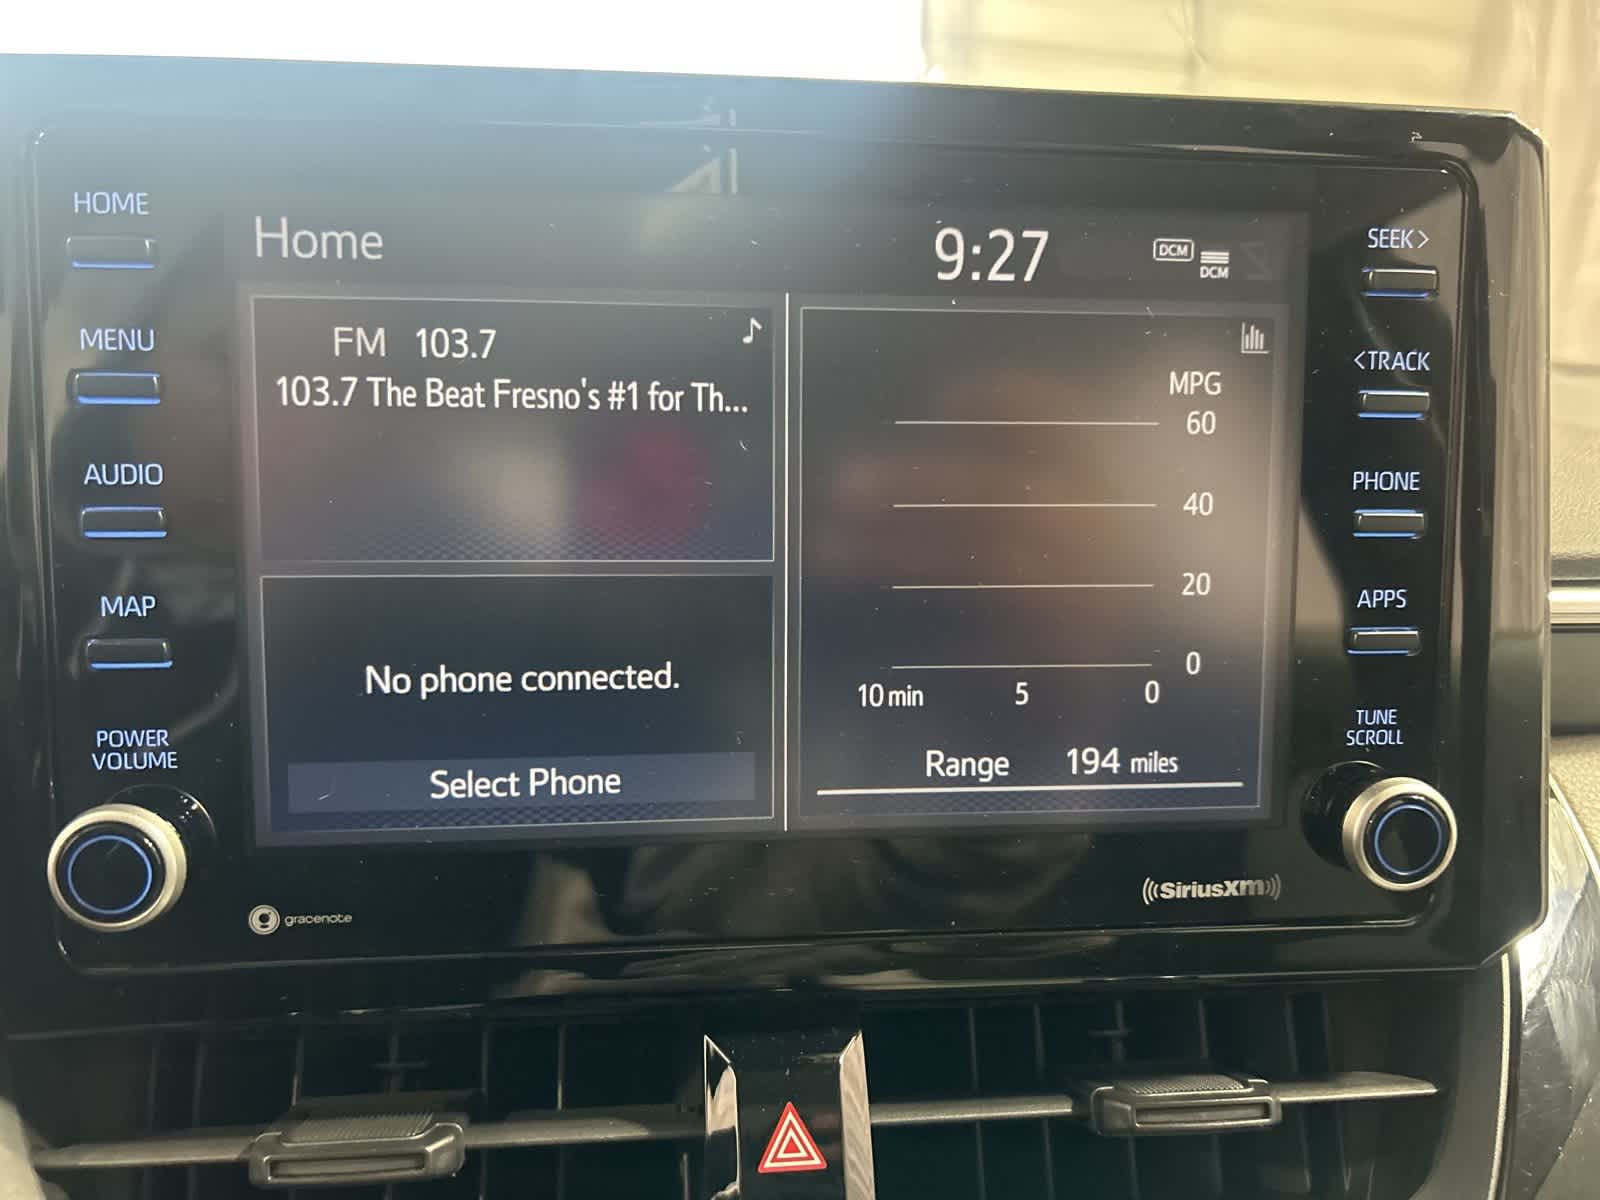 HOME
MENU
AUDIO
MAP
POWER
VOLUME
Home
9:27
DCM
DCM
FM 103.7
103.7 The Beat Fresno's #1 for Th...
No phone connected.
Select Phone
MPG
60
40
20
0
10 min 5 0
Range 194 miles
SEEK>
<TRACK
PHONE
APPS
TUNE
SCROLL
gracenote
((SiriusXM))